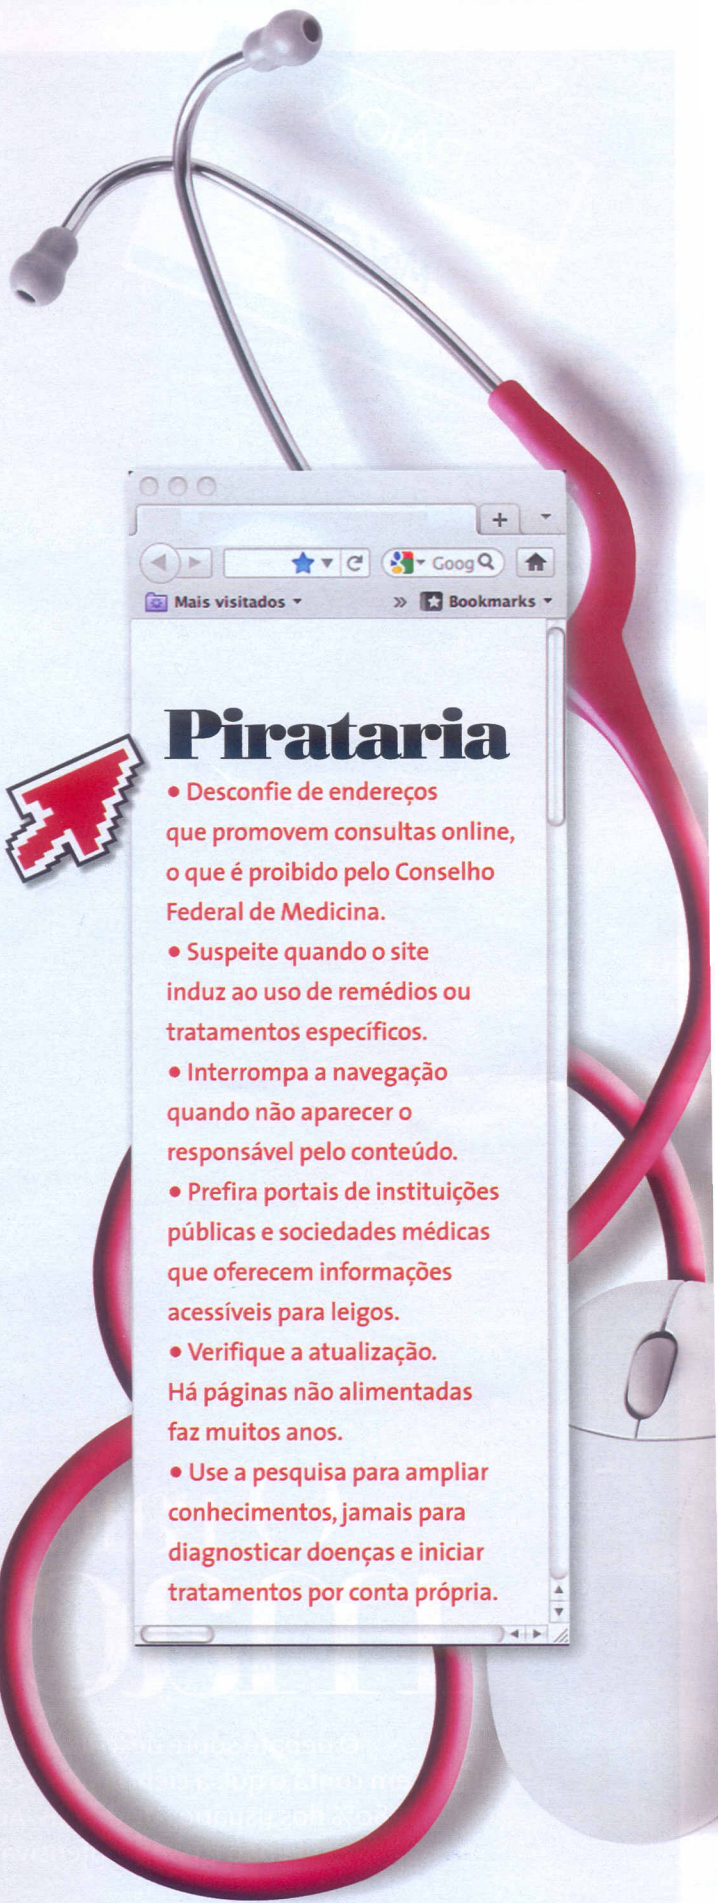 Goog
Mais visitados
» Bookmarks
Pirataria
• Desconfie de endereços
que promovem consultas online,
o que é proibido pelo Conselho
Federal de Medicina.
• Suspeite quando o site
induz ao uso de remédios ou
tratamentos específicos.
• Interrompa a navegação
quando não aparecer o
responsável pelo conteúdo.
• Prefira portais de instituições
públicas e sociedades médicas
que oferecem informações
acessíveis para leigos.
• Verifique a atualização.
Há páginas não alimentadas
faz muitos anos.
• Use a pesquisa para ampliar
conhecimentos, jamais para
diagnosticar doenças e iniciar
tratamentos por conta própria.